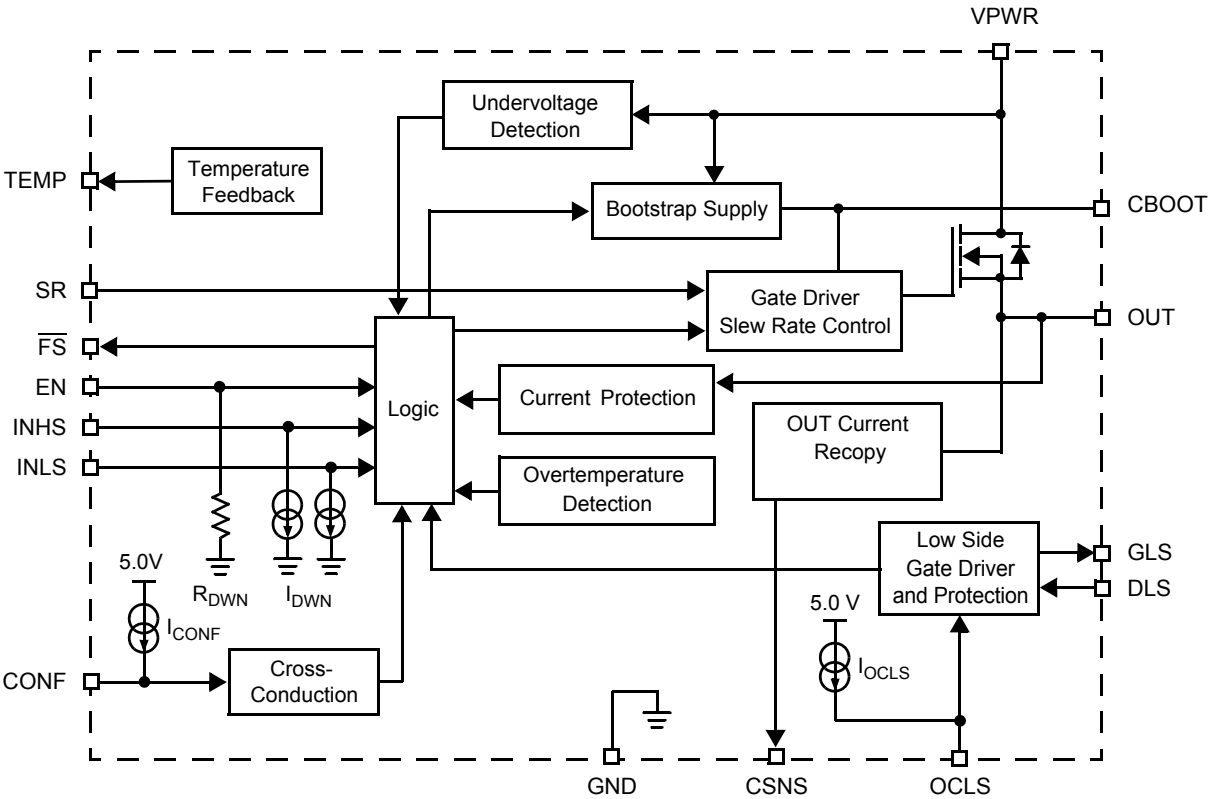 VPWR
Undervoltage
Detection
TEMP
Temperature
Feedback
Bootstrap Supply
CBOOT
SR
Gate Driver
Slew Rate Control
OUT
FS
EN
Logic
Current Protection
INHS
OUT Current
Recopy
INLS
Overtemperature
Detection
5.0V
RDWN
IDWN
Low Side
Gate Driver
and Protection
GLS
DLS
5.0 V
ICONF
IOCLS
CONF
Cross-
Conduction
GND
CSNS
OCLS